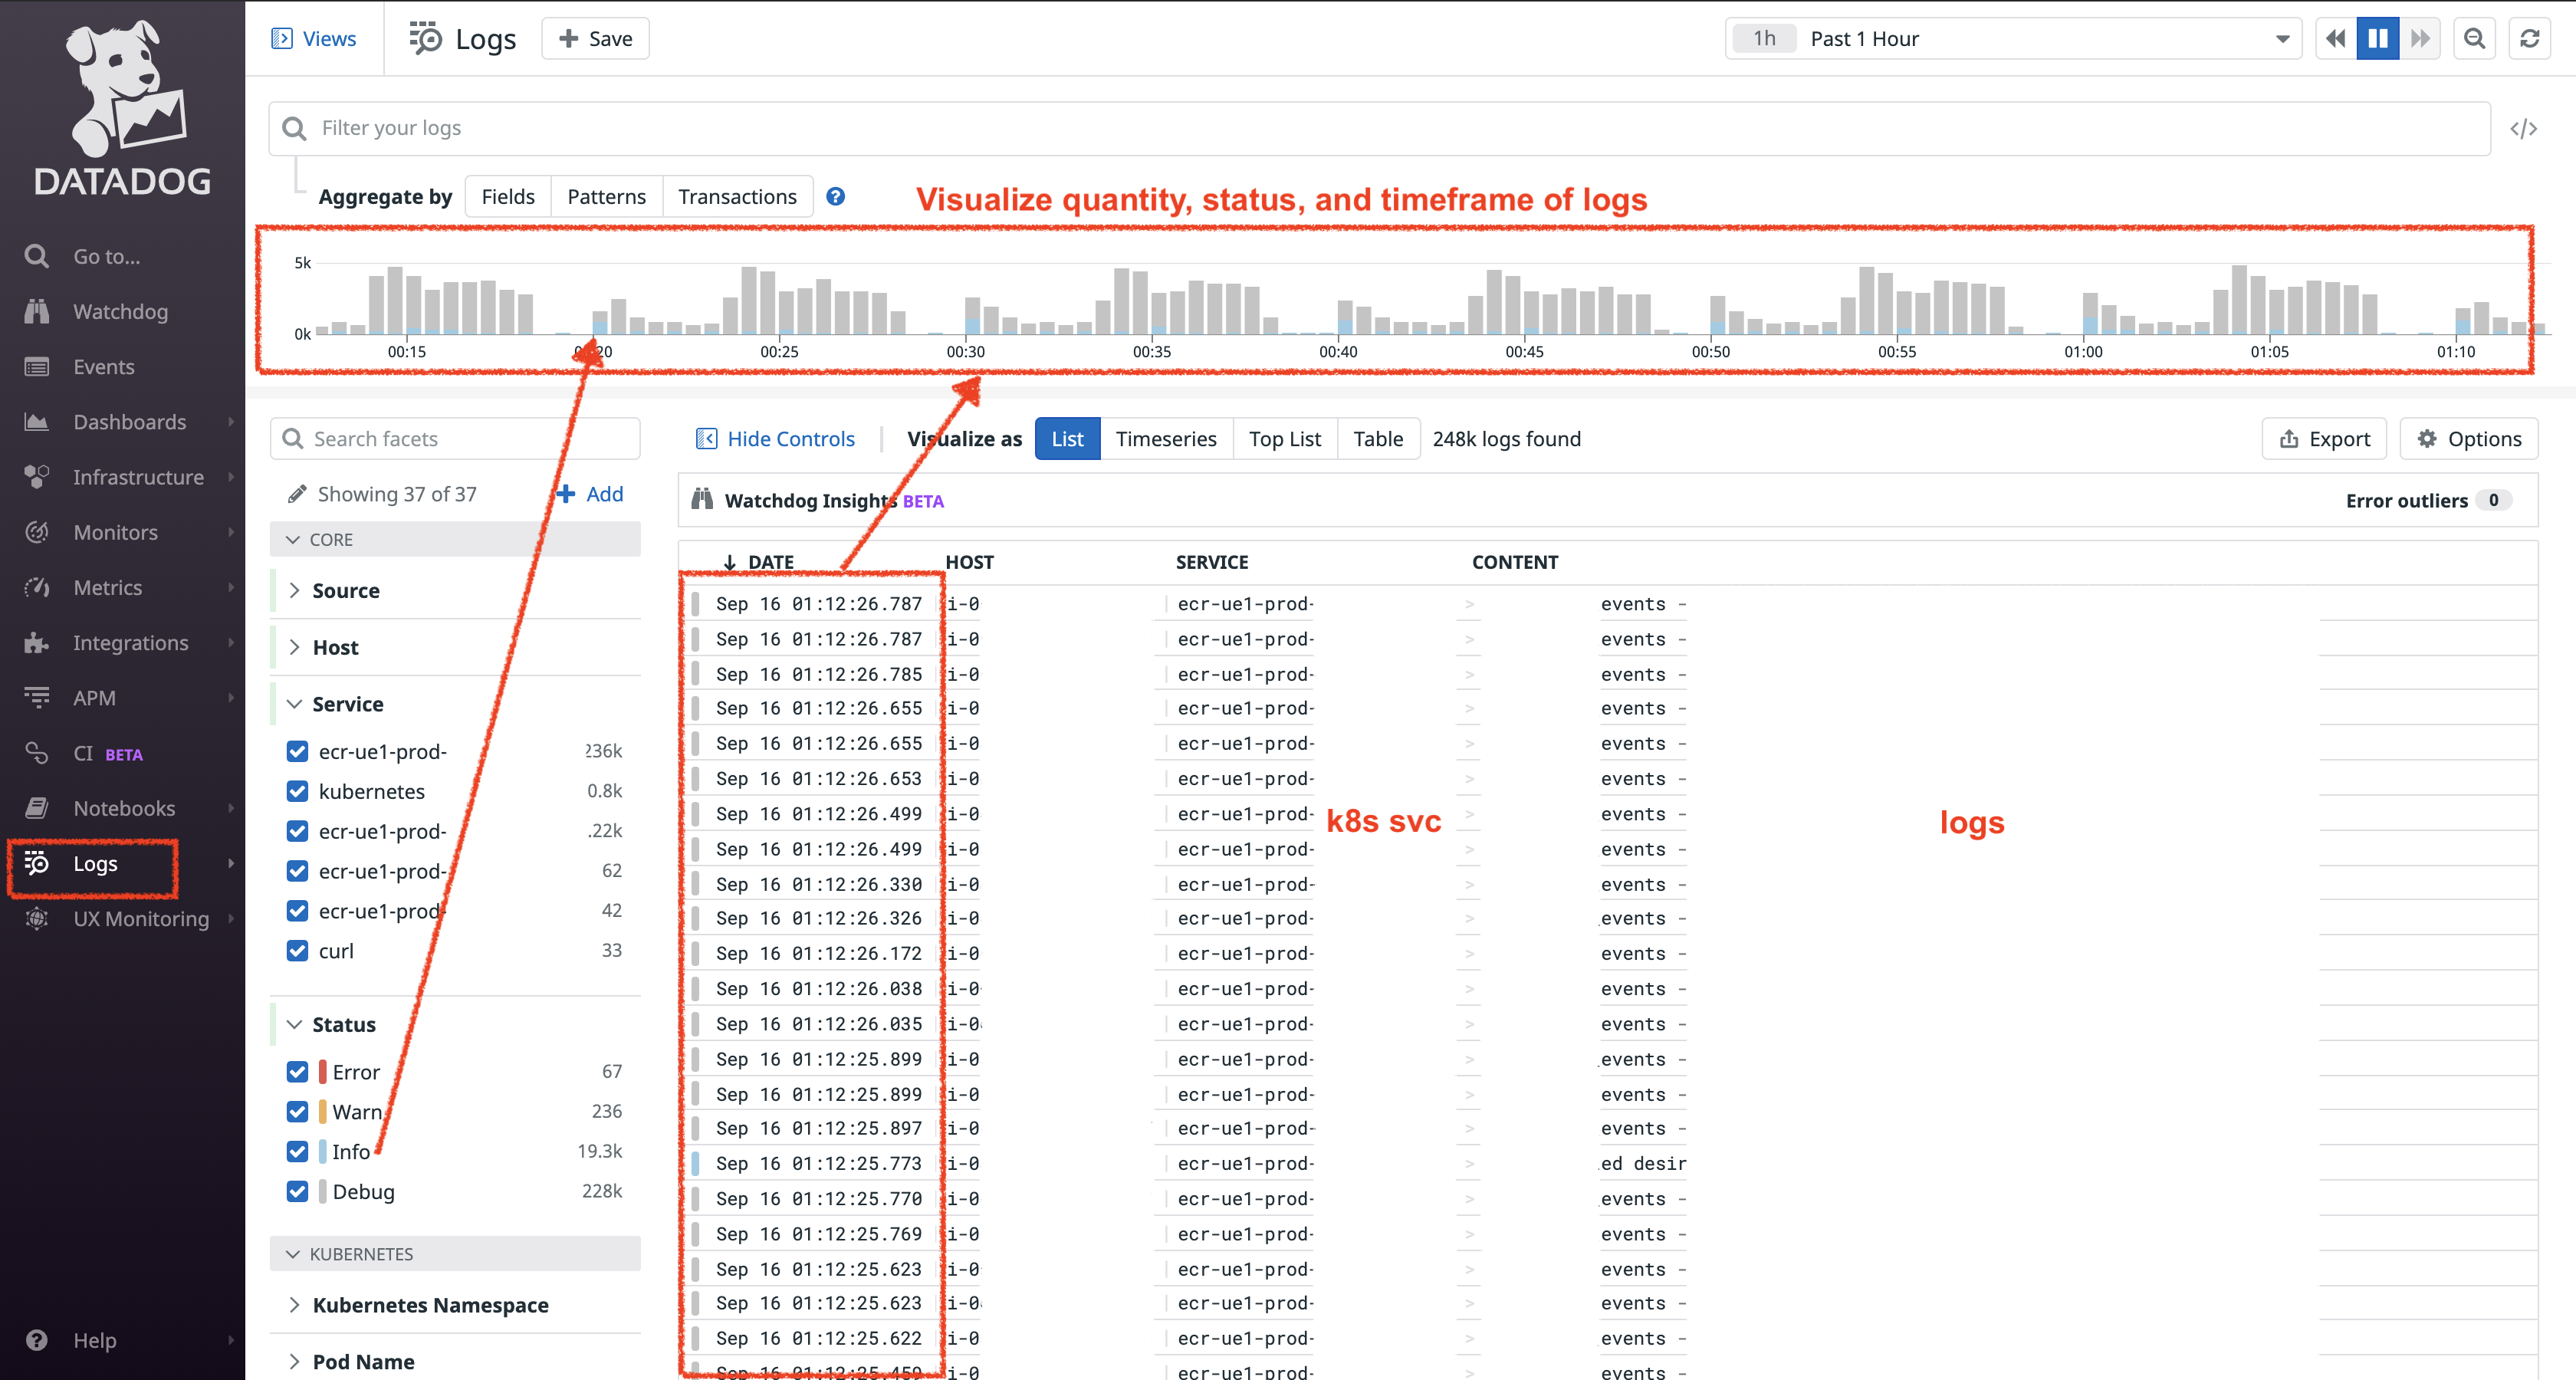 DATADOG
Go to...
Watchdog
Events
Dashboards
Infrastructure
Monitors
Metrics
Integrations
APM
CI BETA
Notebooks
Logs
UX Monitoring
Help
Views
Logs
Save
1h Past 1 Hour
Filter your logs
</>
Aggregate by Fields Patterns Transactions ?
Visualize quantity, status, and timeframe of logs
5k
0k
00:15 00:20 00:25 00:30 00:35 00:40 00:45 00:50 00:55 01:00 01:05 01:10
Search facets
Showing 37 of 37 Add
CORE
Source
Host
Service
ecr-ue1-prod- 236k
kubernetes 0.8k
ecr-ue1-prod- .22k
ecr-ue1-prod- 62
ecr-ue1-prod- 42
curl 33
Status
Error 67
Warn 236
Info 19.3k
Debug 228k
KUBERNETES
Kubernetes Namespace
Pod Name
Hide Controls Visualize as List Timeseries Top List Table 248k logs found Export Options
Watchdog Insights BETA Error outliers 0
DATE HOST SERVICE CONTENT
Sep 16 01:12:26.787 i-0 ecr-ue1-prod- > events -
Sep 16 01:12:26.787 i-0 ecr-ue1-prod- > events -
Sep 16 01:12:26.785 i-0 ecr-ue1-prod- > events -
Sep 16 01:12:26.655 i-0 ecr-ue1-prod- > events -
Sep 16 01:12:26.655 i-0 ecr-ue1-prod- > events -
Sep 16 01:12:26.653 i-0 ecr-ue1-prod- > events -
Sep 16 01:12:26.499 i-0 ecr-ue1-prod- > events -
k8s svc logs
Sep 16 01:12:26.499 i-0 ecr-ue1-prod- > events -
Sep 16 01:12:26.330 i-0 ecr-ue1-prod- > events -
Sep 16 01:12:26.326 i-0 ecr-ue1-prod- > events -
Sep 16 01:12:26.172 i-0 ecr-ue1-prod- > events -
Sep 16 01:12:26.038 i-0 ecr-ue1-prod- > events -
Sep 16 01:12:26.035 i-0 ecr-ue1-prod- > events -
Sep 16 01:12:25.899 i-0 ecr-ue1-prod- > events -
Sep 16 01:12:25.899 i-0 ecr-ue1-prod- > events -
Sep 16 01:12:25.897 i-0 ecr-ue1-prod- > events -
Sep 16 01:12:25.773 i-0 ecr-ue1-prod- > ed desir
Sep 16 01:12:25.770 i-0 ecr-ue1-prod- > events -
Sep 16 01:12:25.769 i-0 ecr-ue1-prod- > events -
Sep 16 01:12:25.623 i-0 ecr-ue1-prod- > events -
Sep 16 01:12:25.623 i-0 ecr-ue1-prod- > events -
Sep 16 01:12:25.622 i-0 ecr-ue1-prod- > events -
Sep 16 01:12:25.459 i-0 ecr-ue1-prod- > events -